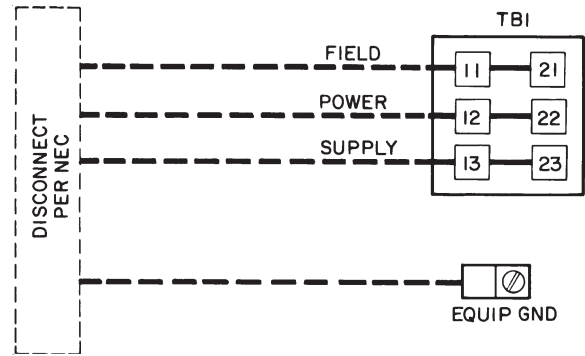 TB1
FIELD
11 21
POWER
12 22
SUPPLY
13 23
DISCONNECT
PER NEC
EQUIP GND